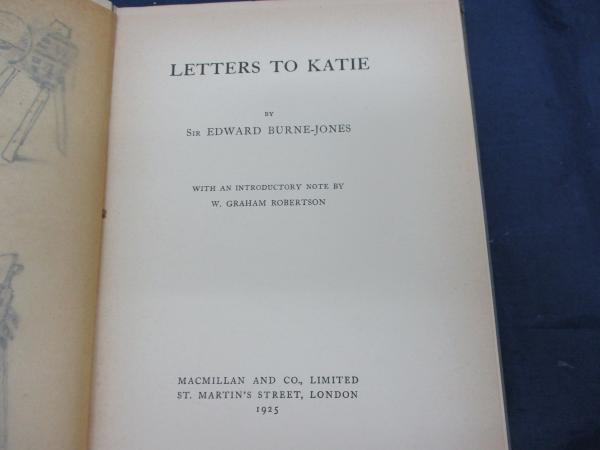 LETTERS TO KATIE
BY
SIR EDWARD BURNE-JONES
WITH AN INTRODUCTORY NOTE BY
W. GRAHAM ROBERTSON
MACMILLAN AND CO., LIMITED
ST. MARTIN'S STREET, LONDON
1925